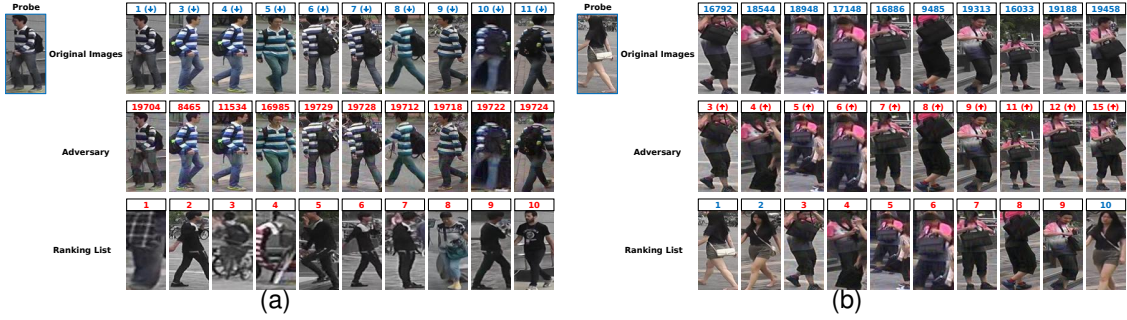 Probe
1 (↓) 3 (↓) 4 (↓) 5 (↓) 6 (↓) 7 (↓) 8 (↓) 9 (↓) 10 (↓) 11 (↓)
Original Images
19704 8465 11534 16985 19729 19728 19712 19718 19722 19724
Adversary
1 2 3 4 5 6 7 8 9 10
Ranking List
(a)
Probe
16792 18544 18948 17148 16886 9485 19313 16033 19188 19458
Original Images
3 (↑) 4 (↑) 5 (↑) 6 (↑) 7 (↑) 8 (↑) 9 (↑) 11 (↑) 12 (↑) 15 (↑)
Adversary
1 2 3 4 5 6 7 8 9 10
Ranking List
(b)